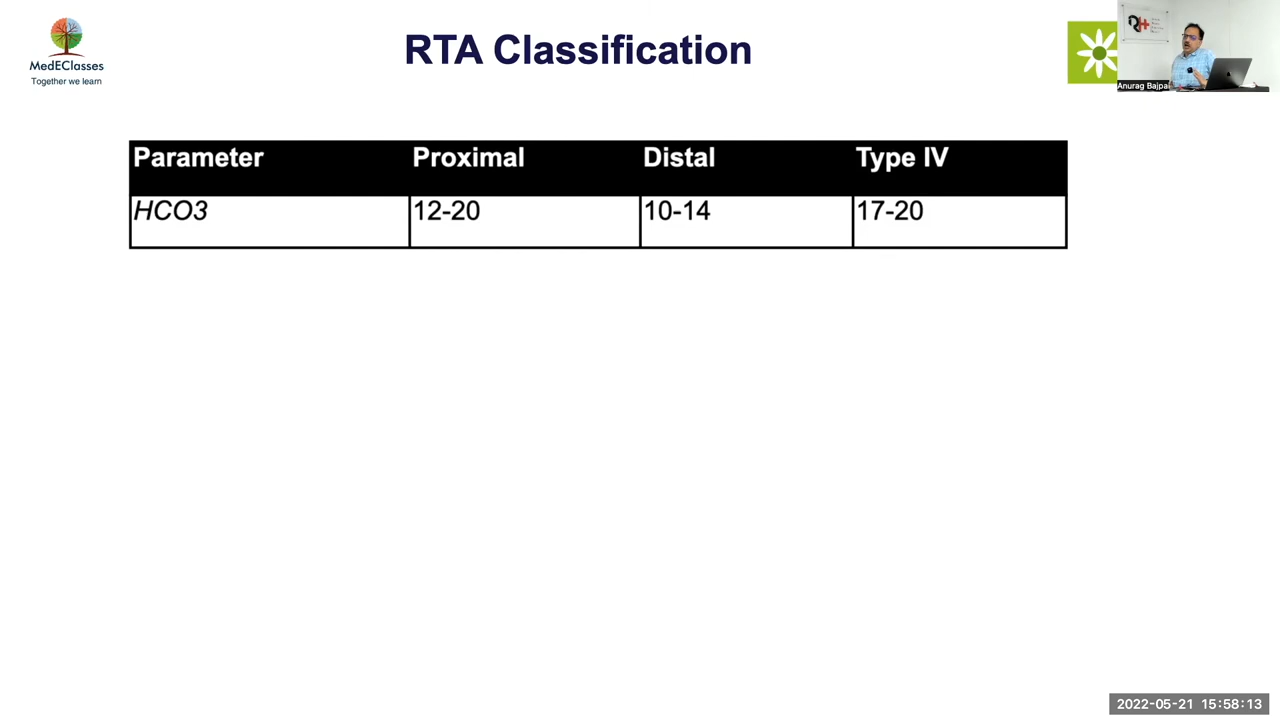 MedEClasses
Together we learn
RTA Classification
Anurag Bajpai
Parameter Proximal Distal Type IV
HCO3 12-20 10-14 17-20
2022-05-21 15:58:13